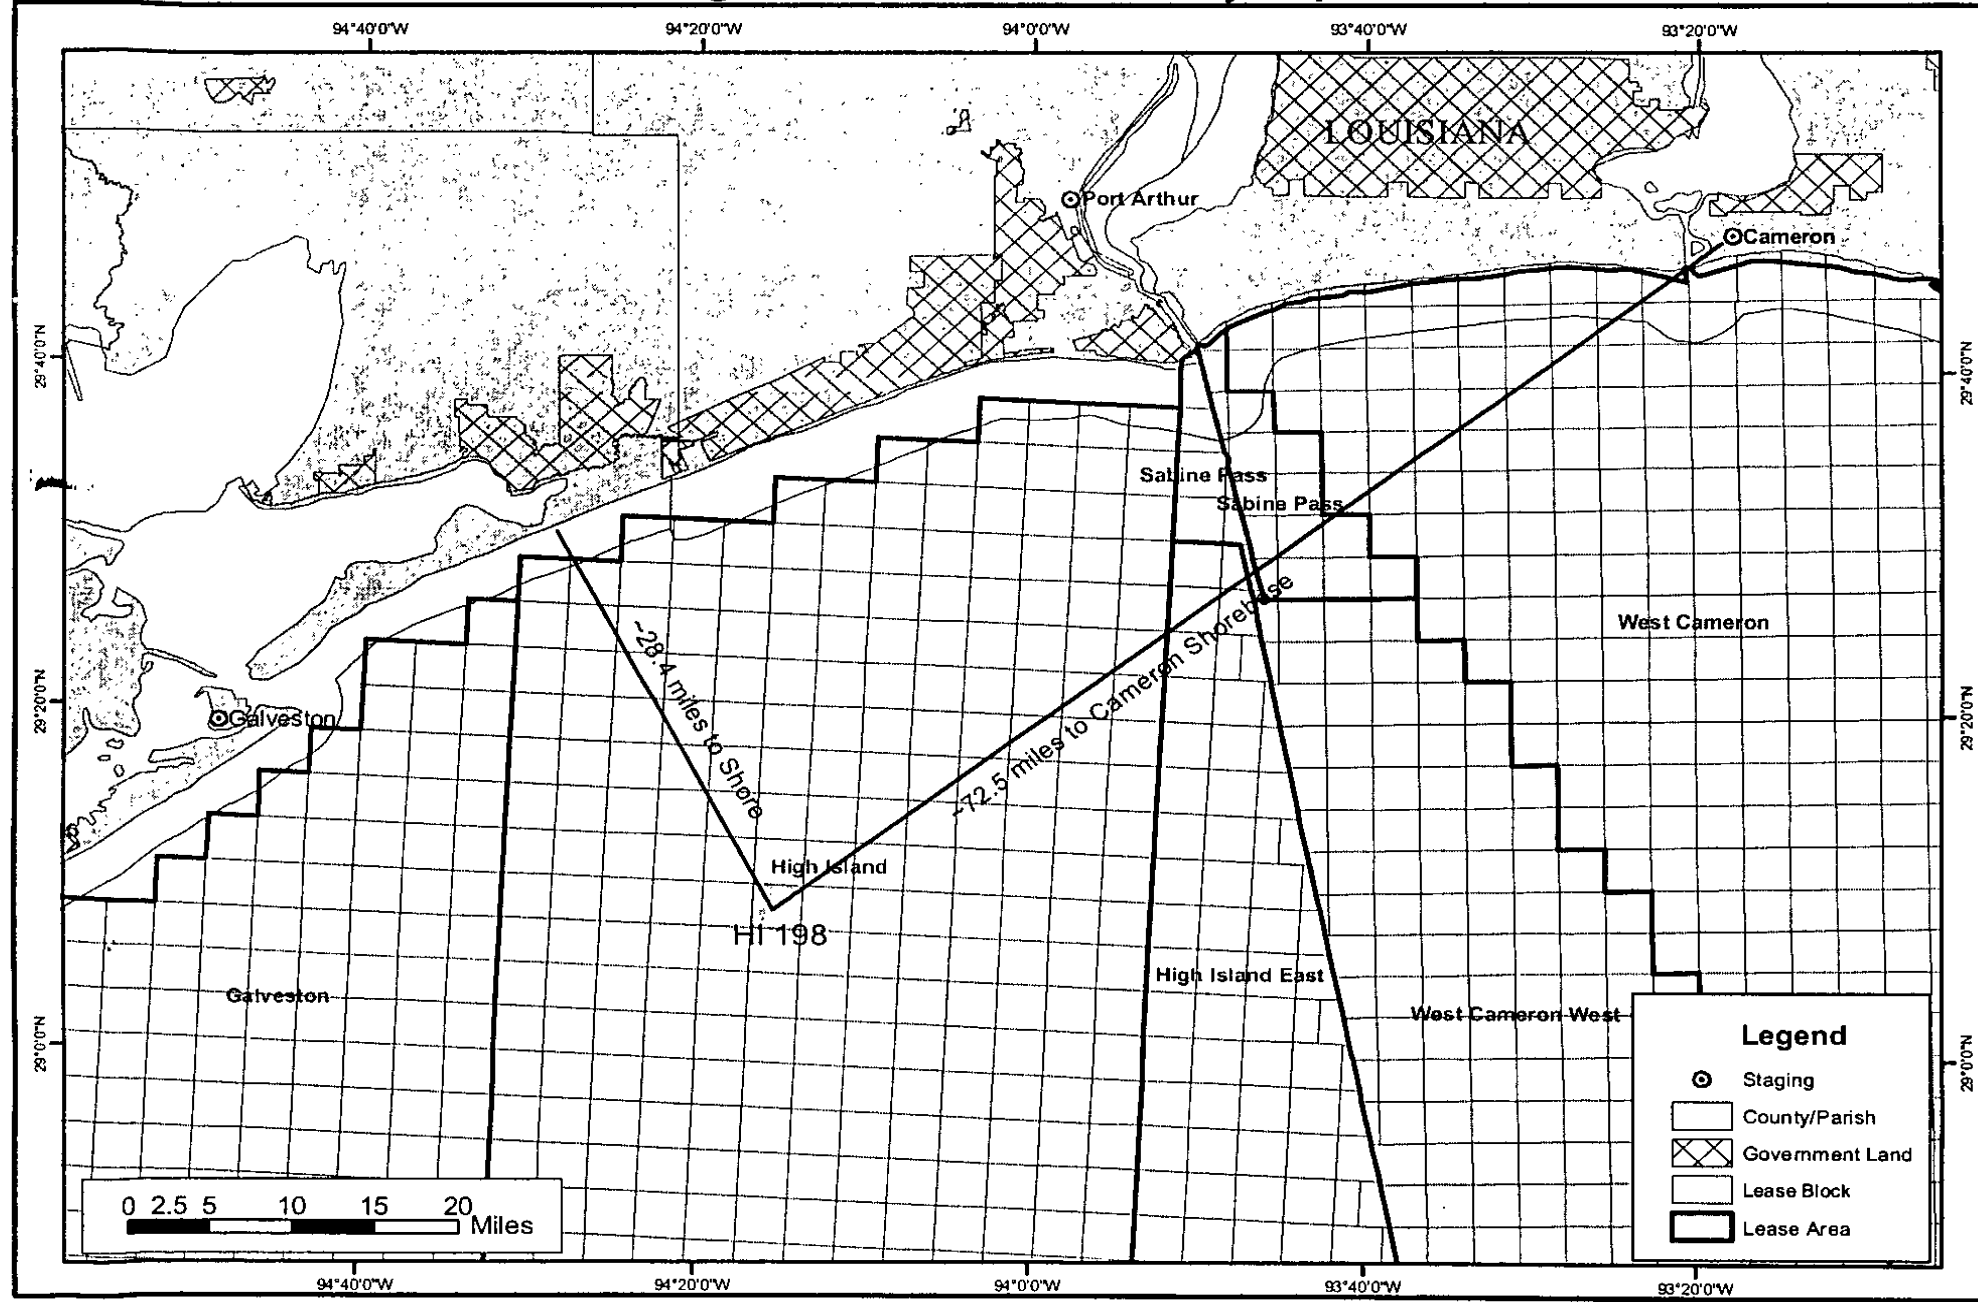 94°40'0"W
94°20'0"W
94°0'0"W
93°40'0"W
93°20'0"W
LOUISIANA
Port Arthur
Cameron
29°40'0"N
29°40'0"N
Sabine Pass
Sabine Pass
West Cameron
~28.4 miles to Shore
~72.5 miles to Cameron Shorebase
29°20'0"N
29°20'0"N
Galveston
High Island
HI 198
High Island East
Galveston
West Cameron West
29°0'0"N
29°0'0"N
Legend
Staging
County/Parish
Government Land
Lease Block
Lease Area
0 2.5 5 10 15 20
Miles
94°40'0"W
94°20'0"W
94°0'0"W
93°40'0"W
93°20'0"W